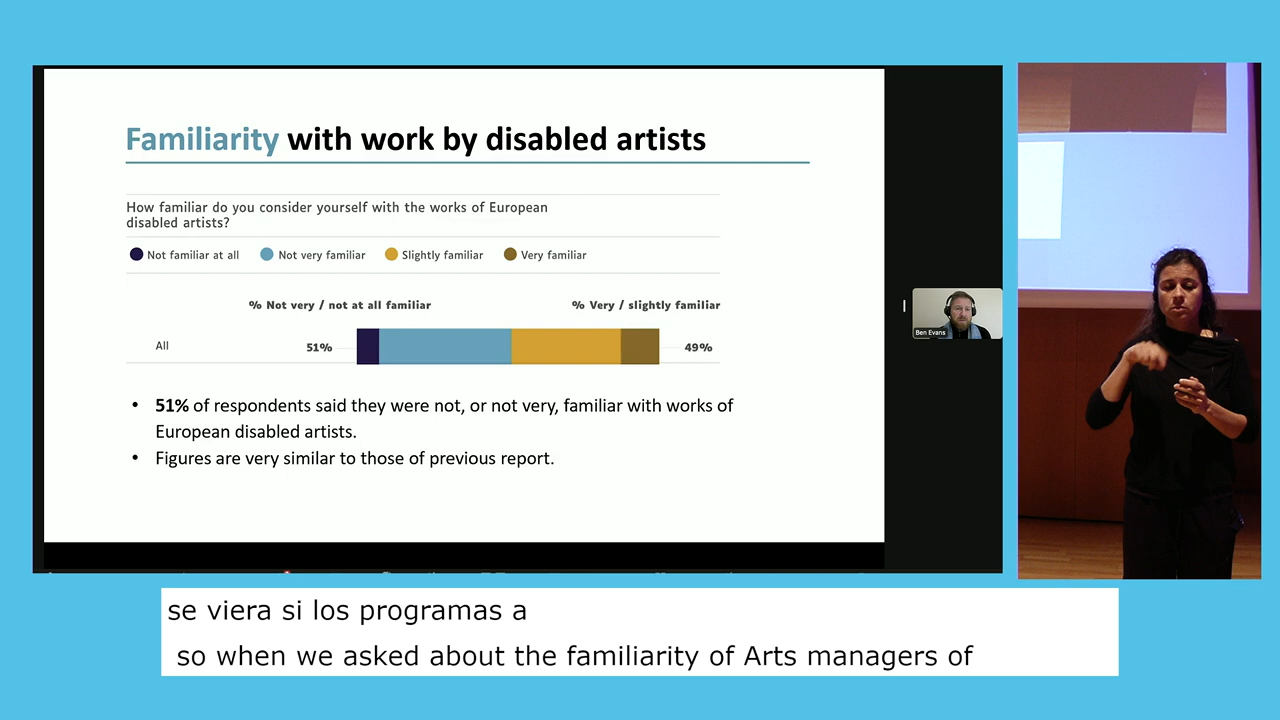 Familiarity with work by disabled artists
How familiar do you consider yourself with the works of European
disabled artists?
Not familiar at all Not very familiar Slightly familiar Very familiar
% Not very / not at all familiar % Very / slightly familiar
All 51% 49%
• 51% of respondents said they were not, or not very, familiar with works of
European disabled artists.
• Figures are very similar to those of previous report.
Ben Evans
se viera si los programas a
so when we asked about the familiarity of Arts managers of